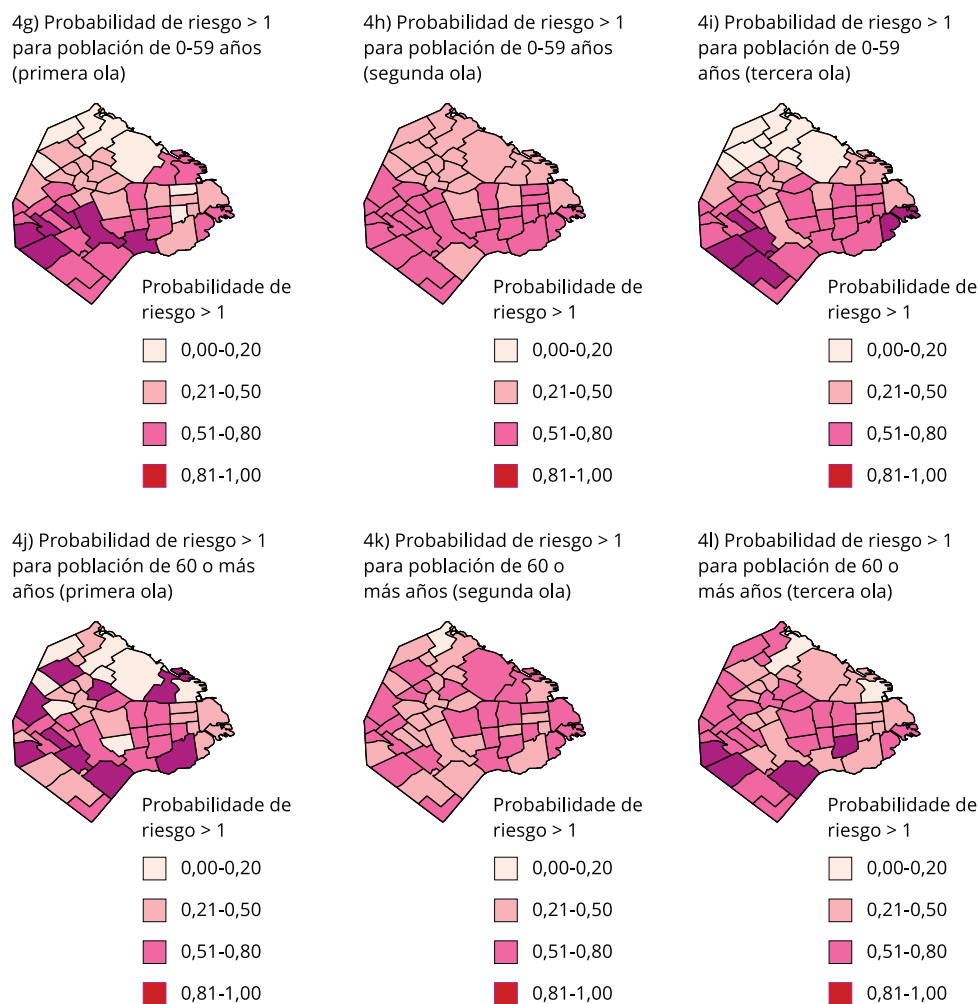 4g) Probabilidad de riesgo > 1
para población de 0-59 años
(primera ola)
4h) Probabilidad de riesgo > 1
para población de 0-59 años
(segunda ola)
4i) Probabilidad de riesgo > 1
para población de 0-59
años (tercera ola)
Probabilidade de
riesgo > 1
0,00-0,20
0,21-0,50
0,51-0,80
0,81-1,00
Probabilidade de
riesgo > 1
0,00-0,20
0,21-0,50
0,51-0,80
0,81-1,00
Probabilidade de
riesgo > 1
0,00-0,20
0,21-0,50
0,51-0,80
0,81-1,00
4j) Probabilidad de riesgo > 1
para población de 60 o más
años (primera ola)
4k) Probabilidad de riesgo > 1
para población de 60 o
más años (segunda ola)
4l) Probabilidad de riesgo > 1
para población de 60 o
más años (tercera ola)
Probabilidade de
riesgo > 1
0,00-0,20
0,21-0,50
0,51-0,80
0,81-1,00
Probabilidade de
riesgo > 1
0,00-0,20
0,21-0,50
0,51-0,80
0,81-1,00
Probabilidade de
riesgo > 1
0,00-0,20
0,21-0,50
0,51-0,80
0,81-1,00